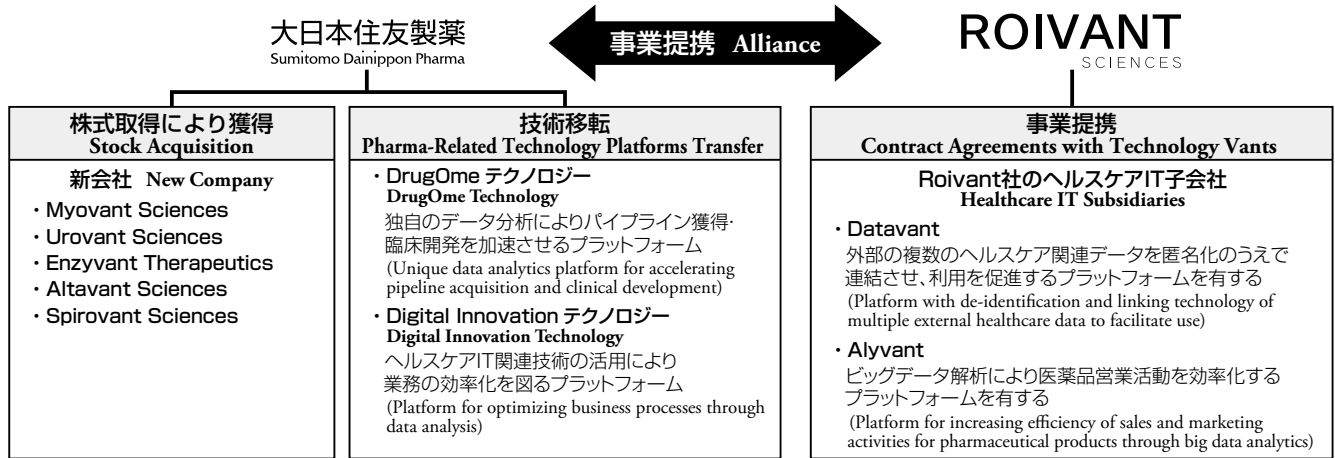 大日本住友製薬
Sumitomo Dainippon Pharma
事業提携 Alliance
ROIVANT
SCIENCES
株式取得により獲得
Stock Acquisition
新会社 New Company
・Myovant Sciences
・Urovant Sciences
・Enzyvant Therapeutics
・Altavant Sciences
・Spirovant Sciences
技術移転
Pharma-Related Technology Platforms Transfer
・DrugOme テクノロジー
DrugOme Technology
独自のデータ分析によりパイプライン獲得・
臨床開発を加速させるプラットフォーム
(Unique data analytics platform for accelerating
pipeline acquisition and clinical development)
・Digital Innovation テクノロジー
Digital Innovation Technology
ヘルスケアIT関連技術の活用により
業務の効率化を図るプラットフォーム
(Platform for optimizing business processes through
data analysis)
事業提携
Contract Agreements with Technology Vants
Roivant社のヘルスケアIT子会社
Healthcare IT Subsidiaries
・Datavant
外部の複数のヘルスケア関連データを匿名化のうえで
連結させ、利用を促進するプラットフォームを有する
(Platform with de-identification and linking technology of
multiple external healthcare data to facilitate use)
・Alyvant
ビッグデータ解析により医薬品営業活動を効率化する
プラットフォームを有する
(Platform for increasing efficiency of sales and marketing
activities for pharmaceutical products through big data analytics)